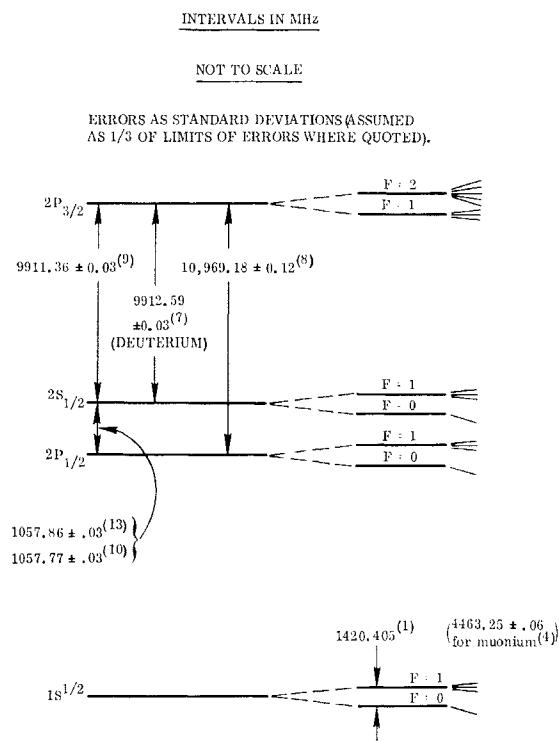 INTERVALS IN MHz
NOT TO SCALE
ERRORS AS STANDARD DEVIATIONS (ASSUMED
AS 1/3 OF LIMITS OF ERRORS WHERE QUOTED).
2P3/2
F = 2
F = 1
9911.36 ± 0.03(9)
10,969.18 ± 0.12(8)
9912.59
±0.03(7)
(DEUTERIUM)
2S1/2
F = 1
F = 0
2P1/2
F = 1
F = 0
1057.86 ± .03(13)
1057.77 ± .03(10)
1420.405(1)
(4463.25 ± .06
for muonium(4))
1S1/2
F = 1
F = 0